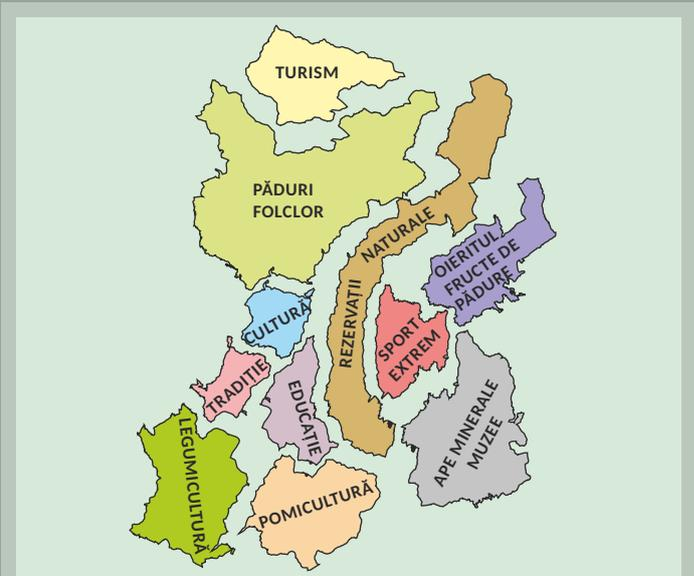 TURISM
PĂDURI
FOLCLOR
REZERVAȚII
NATURALE
OIERITUL
FRUCTE DE
PĂDURE
CULTURĂ
SPORT
EXTREM
TRADIȚIE
EDUCAȚIE
APE MINERALE
MUZEE
LEGUMICULTURĂ
POMICULTURĂ